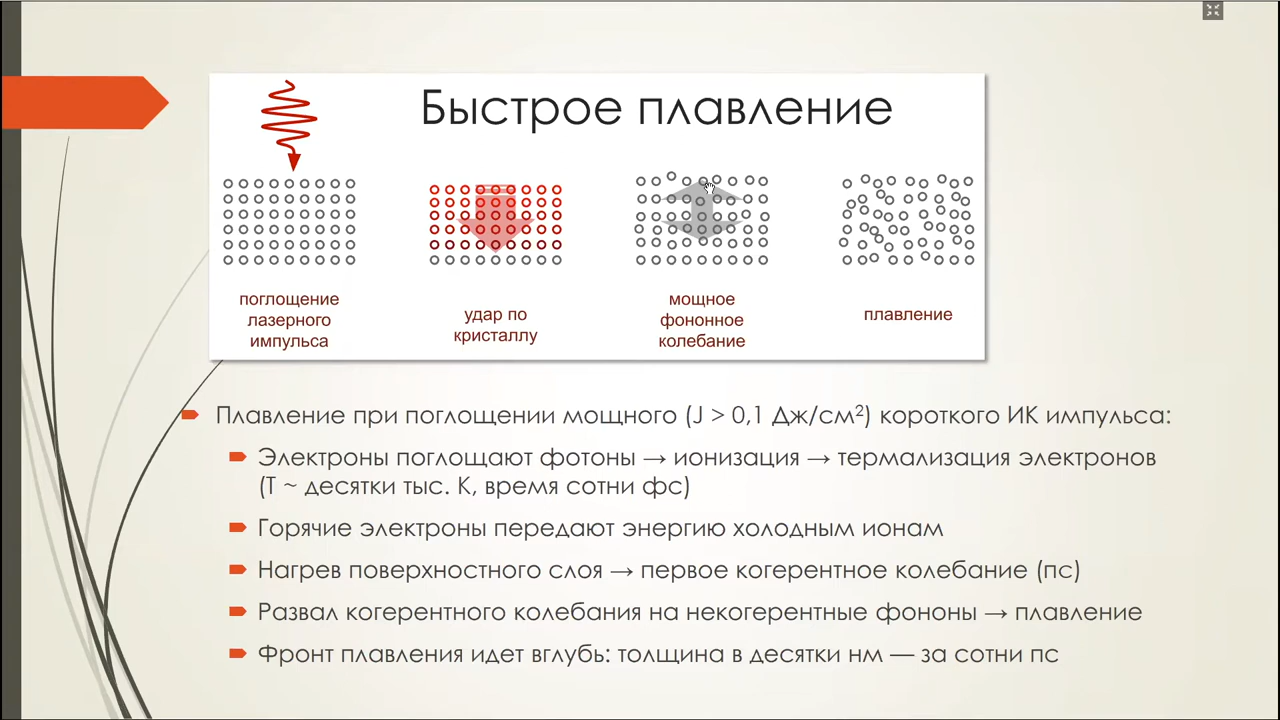 Быстрое плавление
поглощение
лазерного
импульса
удар по
кристаллу
мощное
фононное
колебание
плавление
Плавление при поглощении мощного (J > 0,1 Дж/см²) короткого ИК импульса:
Электроны поглощают фотоны → ионизация → термализация электронов
(T ~ десятки тыс. К, время сотни фс)
Горячие электроны передают энергию холодным ионам
Нагрев поверхностного слоя → первое когерентное колебание (пс)
Развал когерентного колебания на некогерентные фононы → плавление
Фронт плавления идет вглубь: толщина в десятки нм — за сотни пс